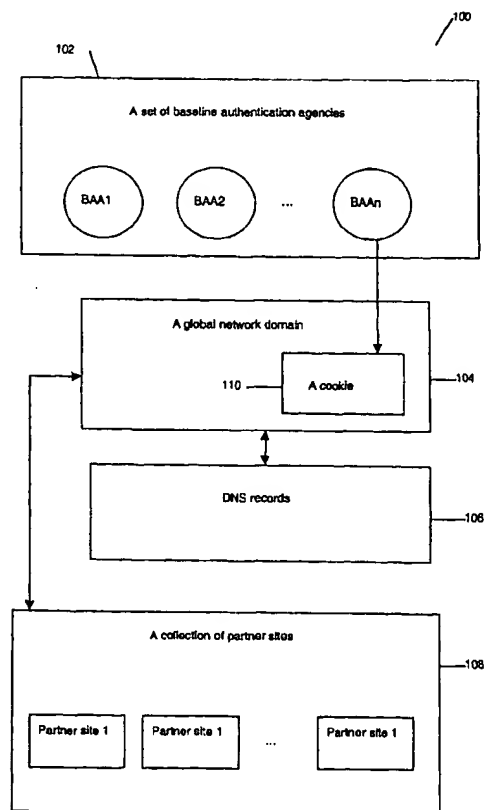 100
102
A set of baseline authentication agencies
BAA1 BAA2 ... BAAn
A global network domain
110 A cookie 104
DNS records
106
A collection of partner sites
108
Partner site 1 Partner site 1 ... Partner site 1